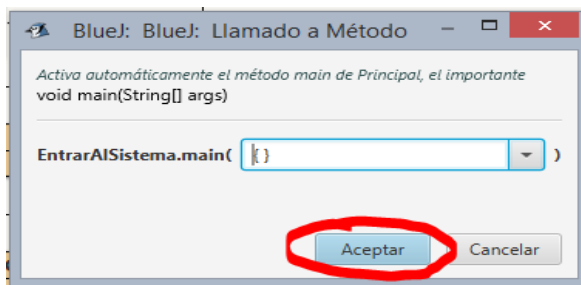 BlueJ: BlueJ: Llamado a Método
Activa automáticamente el método main de Principal, el importante
void main(String[] args)
EntrarAlSistema.main( { } )
Aceptar Cancelar